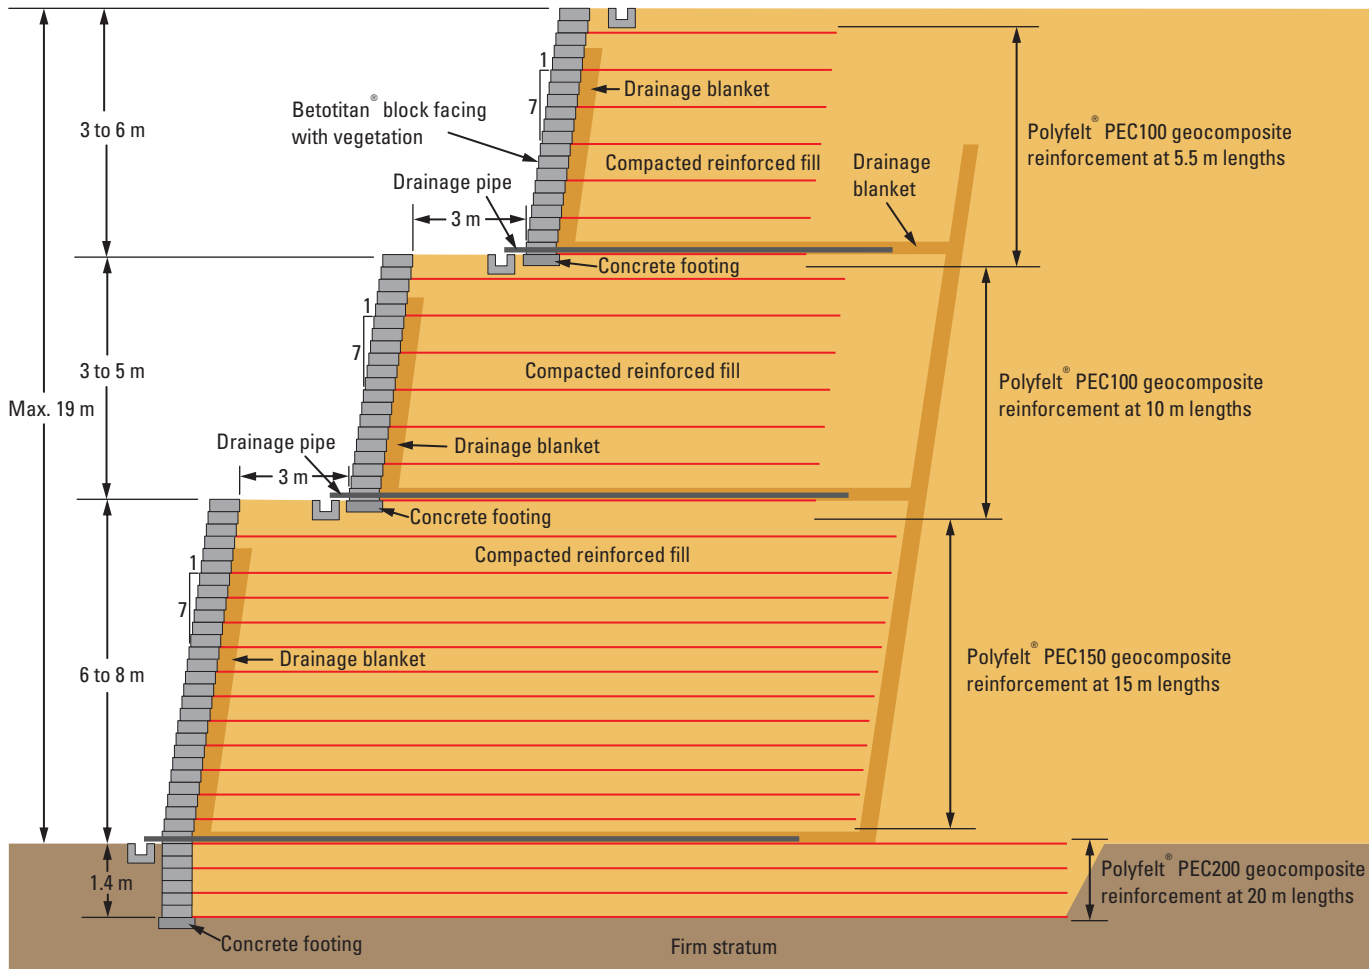 1
Drainage blanket
Betotitan® block facing
with vegetation
7
3 to 6 m
Polyfelt® PEC100 geocomposite
reinforcement at 5.5 m lengths
Compacted reinforced fill
Drainage
blanket
Drainage pipe
3 m
Concrete footing
1
7
3 to 5 m
Compacted reinforced fill
Polyfelt® PEC100 geocomposite
reinforcement at 10 m lengths
Max. 19 m
Drainage pipe
Drainage blanket
3 m
Concrete footing
Compacted reinforced fill
1
7
Drainage blanket
6 to 8 m
Polyfelt® PEC150 geocomposite
reinforcement at 15 m lengths
1.4 m
Polyfelt® PEC200 geocomposite
reinforcement at 20 m lengths
Concrete footing
Firm stratum